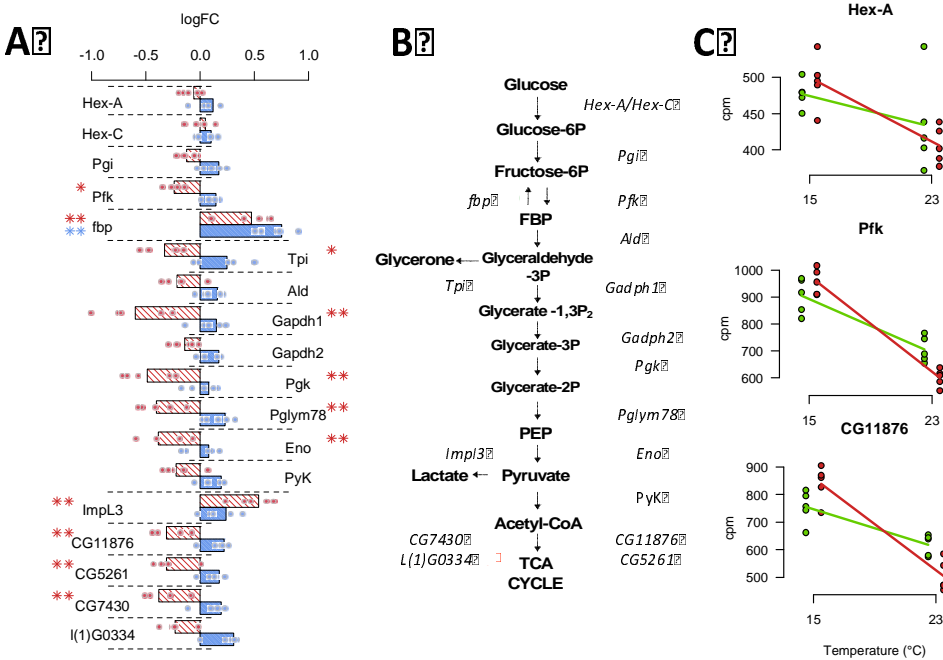 A
logFC
-1.0 -0.5 0.0 0.5 1.0
Hex-A
Hex-C
Pgi
* Pfk
** fbp
**
Tpi *
Ald
Gapdh1 **
Gapdh2
Pgk **
Pglym78 **
Eno **
PyK
** ImpL3
** CG11876
** CG5261
** CG7430
l(1)G0334
B
Glucose
Hex-A/Hex-C
Glucose-6P
Pgi
Fructose-6P
fbp Pfk
FBP
Ald
Glycerone Glyceraldehyde
-3P
Tpi Gadph1
Glycerate -1,3P₂
Gadph2
Glycerate-3P
Pgk
Glycerate-2P
Pglym78
PEP
Impl3 Eno
Lactate Pyruvate
PyK
Acetyl-CoA
CG7430 CG11876
L(1)G0334 CG5261
TCA
CYCLE
C
Hex-A
cpm
500
450
400
15 23
Pfk
cpm
1000
900
800
700
600
15 23
CG11876
cpm
900
800
700
600
500
15 23
Temperature (°C)